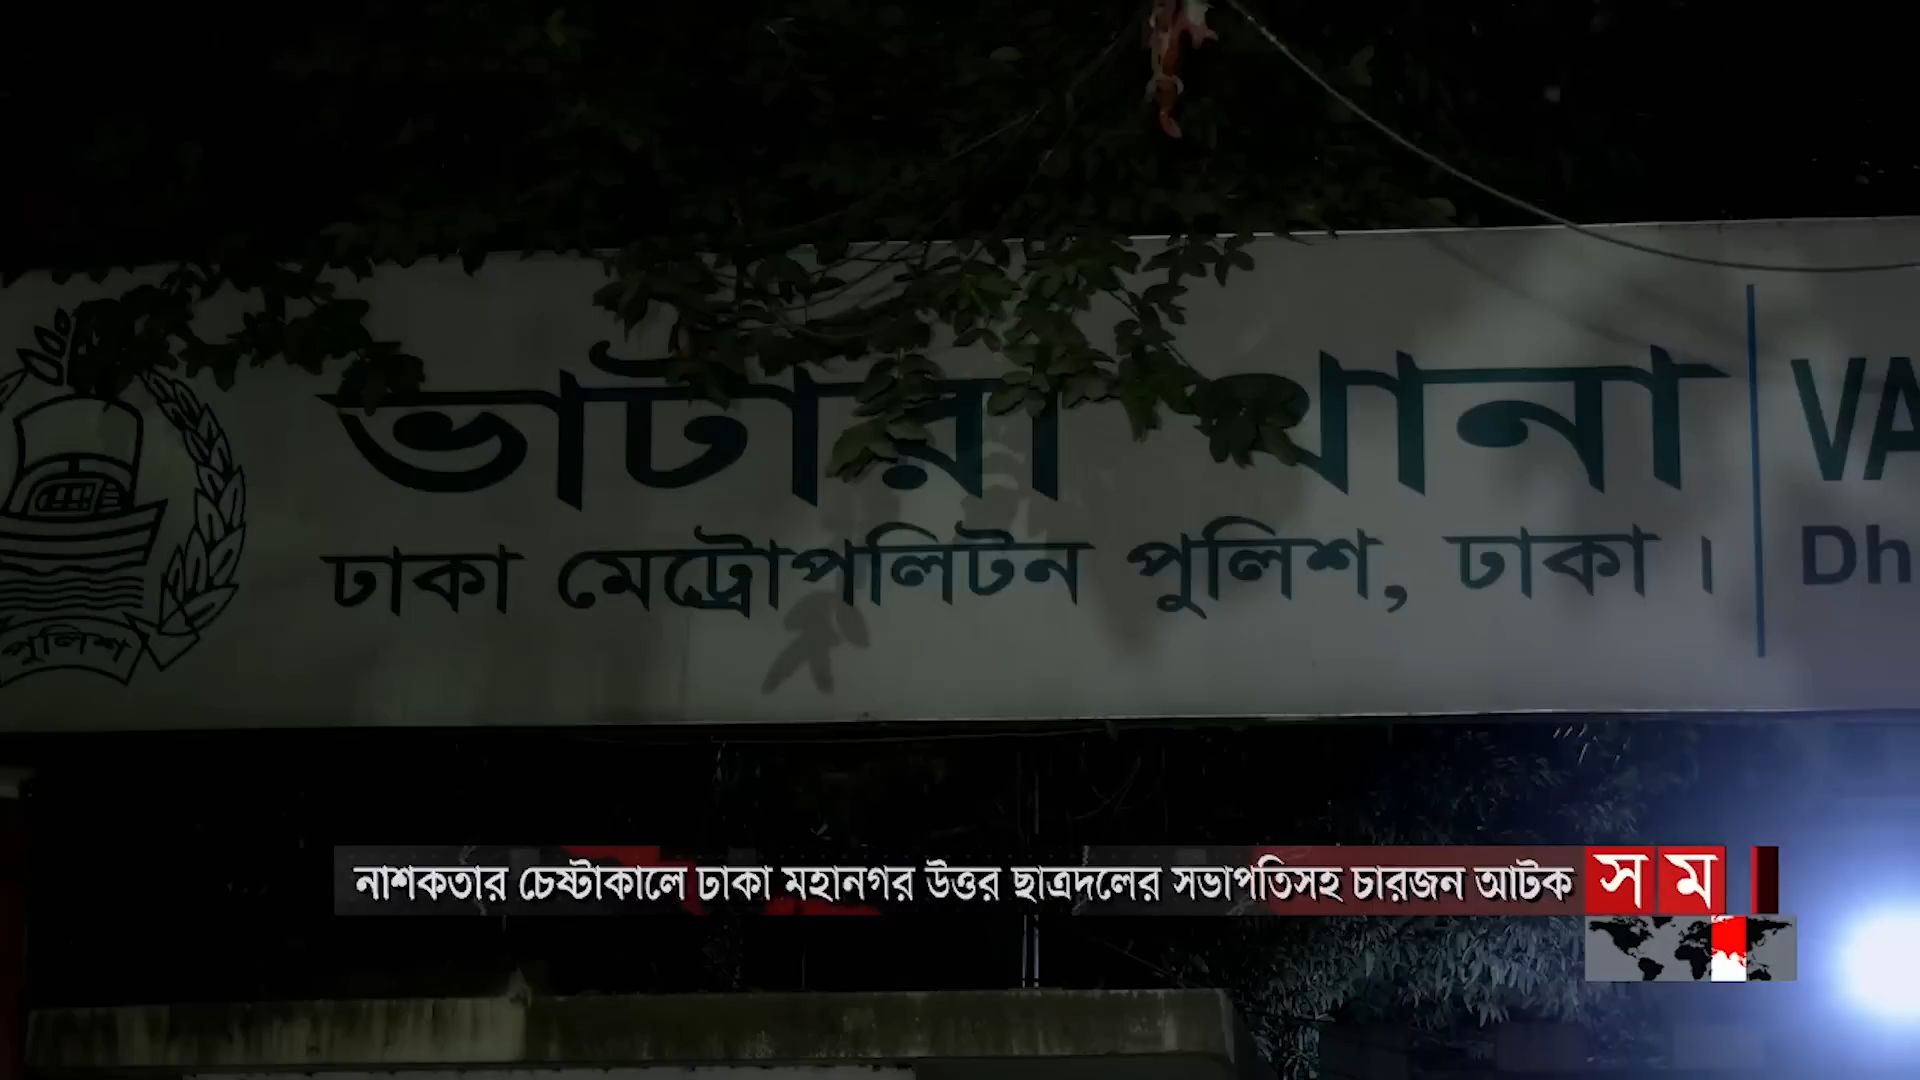 ভাটারা থানা
ঢাকা মেট্রোপলিটন পুলিশ, ঢাকা।
VA
Dh
পুলিশ
নাশকতার চেষ্টাকালে ঢাকা মহানগর উত্তর ছাত্রদলের সভাপতিসহ চারজন আটক
সম